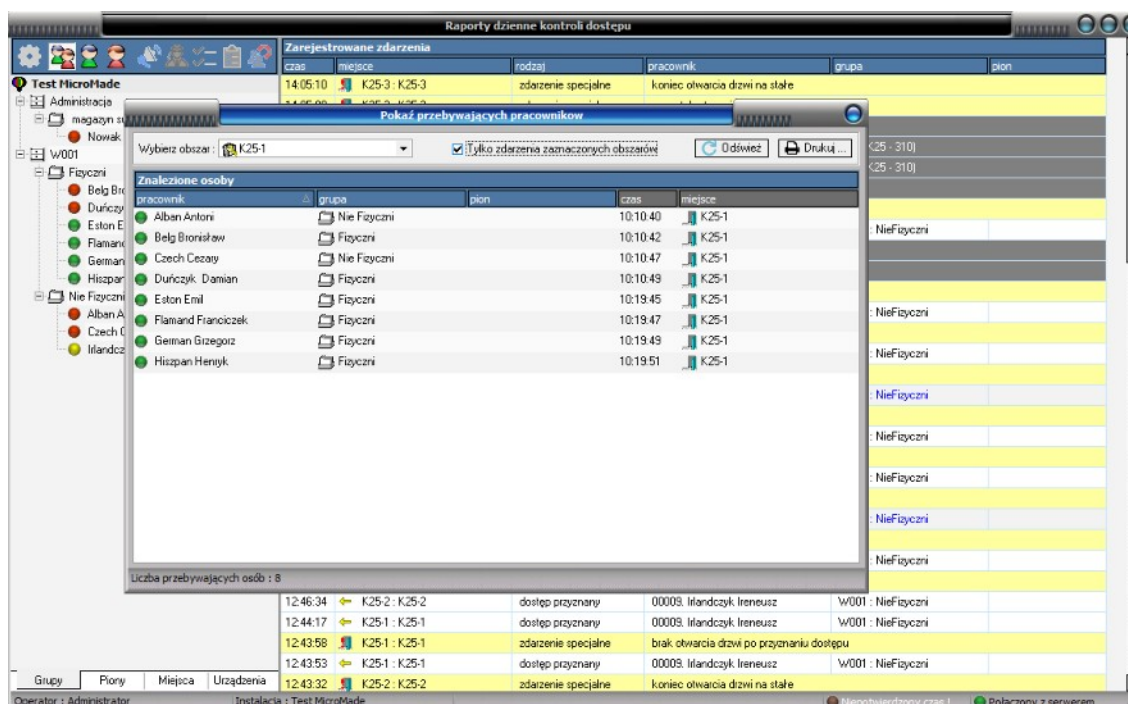 Raporty dzienne kontroli dostępu
Zarejestrowane zdarzenia
czas miejsce rodzaj pracownik grupa pion
Test MicroMade
14:05:10 K25-3 : K25-3 zdarzenie specjalne koniec otwarcia drzwi na stałe
Administracja
magazyn
Nowak
W001
Fizyczni
Belg
Eston E
German
Hiszpan
Nie Fizyczni
Alban A
Czech C
Pokaż przebywających pracownikow
Wybierz obszar : K25-1
Tylko zdarzenia zaznaczonych obszarów
Odśwież
Drukuj ...
Znalezione osoby
pracownik grupa pion czas miejsce
Alban Antoni Nie Fizyczni 10:10:40 K25-1
Belg Bronisław Fizyczni 10:10:42 K25-1
Czech Cezary Nie Fizyczni 10:10:47 K25-1
Duńczyk Damian Fizyczni 10:10:49 K25-1
Eston Emil Fizyczni 10:19:45 K25-1
Flamand Franciczek Fizyczni 10:19:47 K25-1
German Grzegorz Fizyczni 10:19:49 K25-1
Hiszpan Henryk Fizyczni 10:19:51 K25-1
Liczba przebywających osób : 8
K25 - 310)
K25 - 310)
: NieFizyczni
: NieFizyczni
: NieFizyczni
: NieFizyczni
: NieFizyczni
: NieFizyczni
: NieFizyczni
: NieFizyczni
12:46:34 K25-2 : K25-2 dostęp przyznany 00009. Irlandczyk Ireneusz W001 : NieFizyczni
12:44:17 K25-1 : K25-1 dostęp przyznany 00009. Irlandczyk Ireneusz W001 : NieFizyczni
12:43:58 K25-1 : K25-1 zdarzenie specjalne brak otwarcia drzwi po przyznaniu dostępu
12:43:53 K25-1 : K25-1 dostęp przyznany 00009. Irlandczyk Ireneusz W001 : NieFizyczni
12:43:32 K25-2 : K25-2 zdarzenie specjalne koniec otwarcia drzwi na stałe
Grupy Piony Miejsca Urządzenia
Operator : Administrator Instalacja : Test MicroMade Niepotwierdzony czas ! Połączony z serwerem